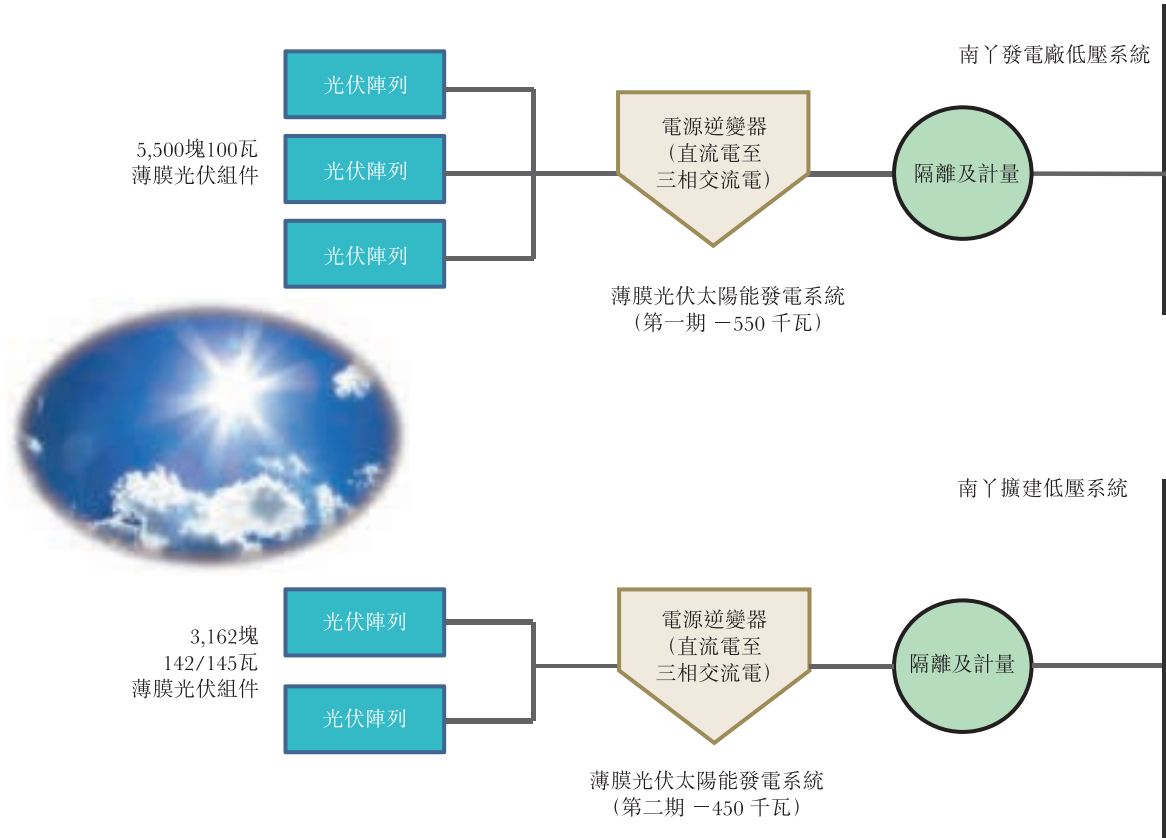 南丫發電廠低壓系統
5,500塊100瓦
薄膜光伏組件
光伏陣列
光伏陣列
光伏陣列
電源逆變器
(直流電至
三相交流電)
隔離及計量
薄膜光伏太陽能發電系統
(第一期 －550 千瓦)
南丫擴建低壓系統
3,162塊
142/145瓦
薄膜光伏組件
光伏陣列
光伏陣列
電源逆變器
(直流電至
三相交流電)
隔離及計量
薄膜光伏太陽能發電系統
(第二期 －450 千瓦)